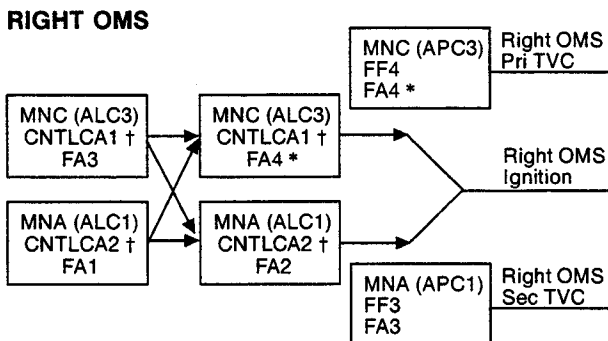 RIGHT OMS
MNC (APC3)
FF4
FA4 *
Right OMS
Pri TVC
MNC (ALC3)
CNTLCA1 †
FA3
MNC (ALC3)
CNTLCA1 †
FA4 *
Right OMS
Ignition
MNA (ALC1)
CNTLCA2 †
FA1
MNA (ALC1)
CNTLCA2 †
FA2
MNA (APC1)
FF3
FA3
Right OMS
Sec TVC